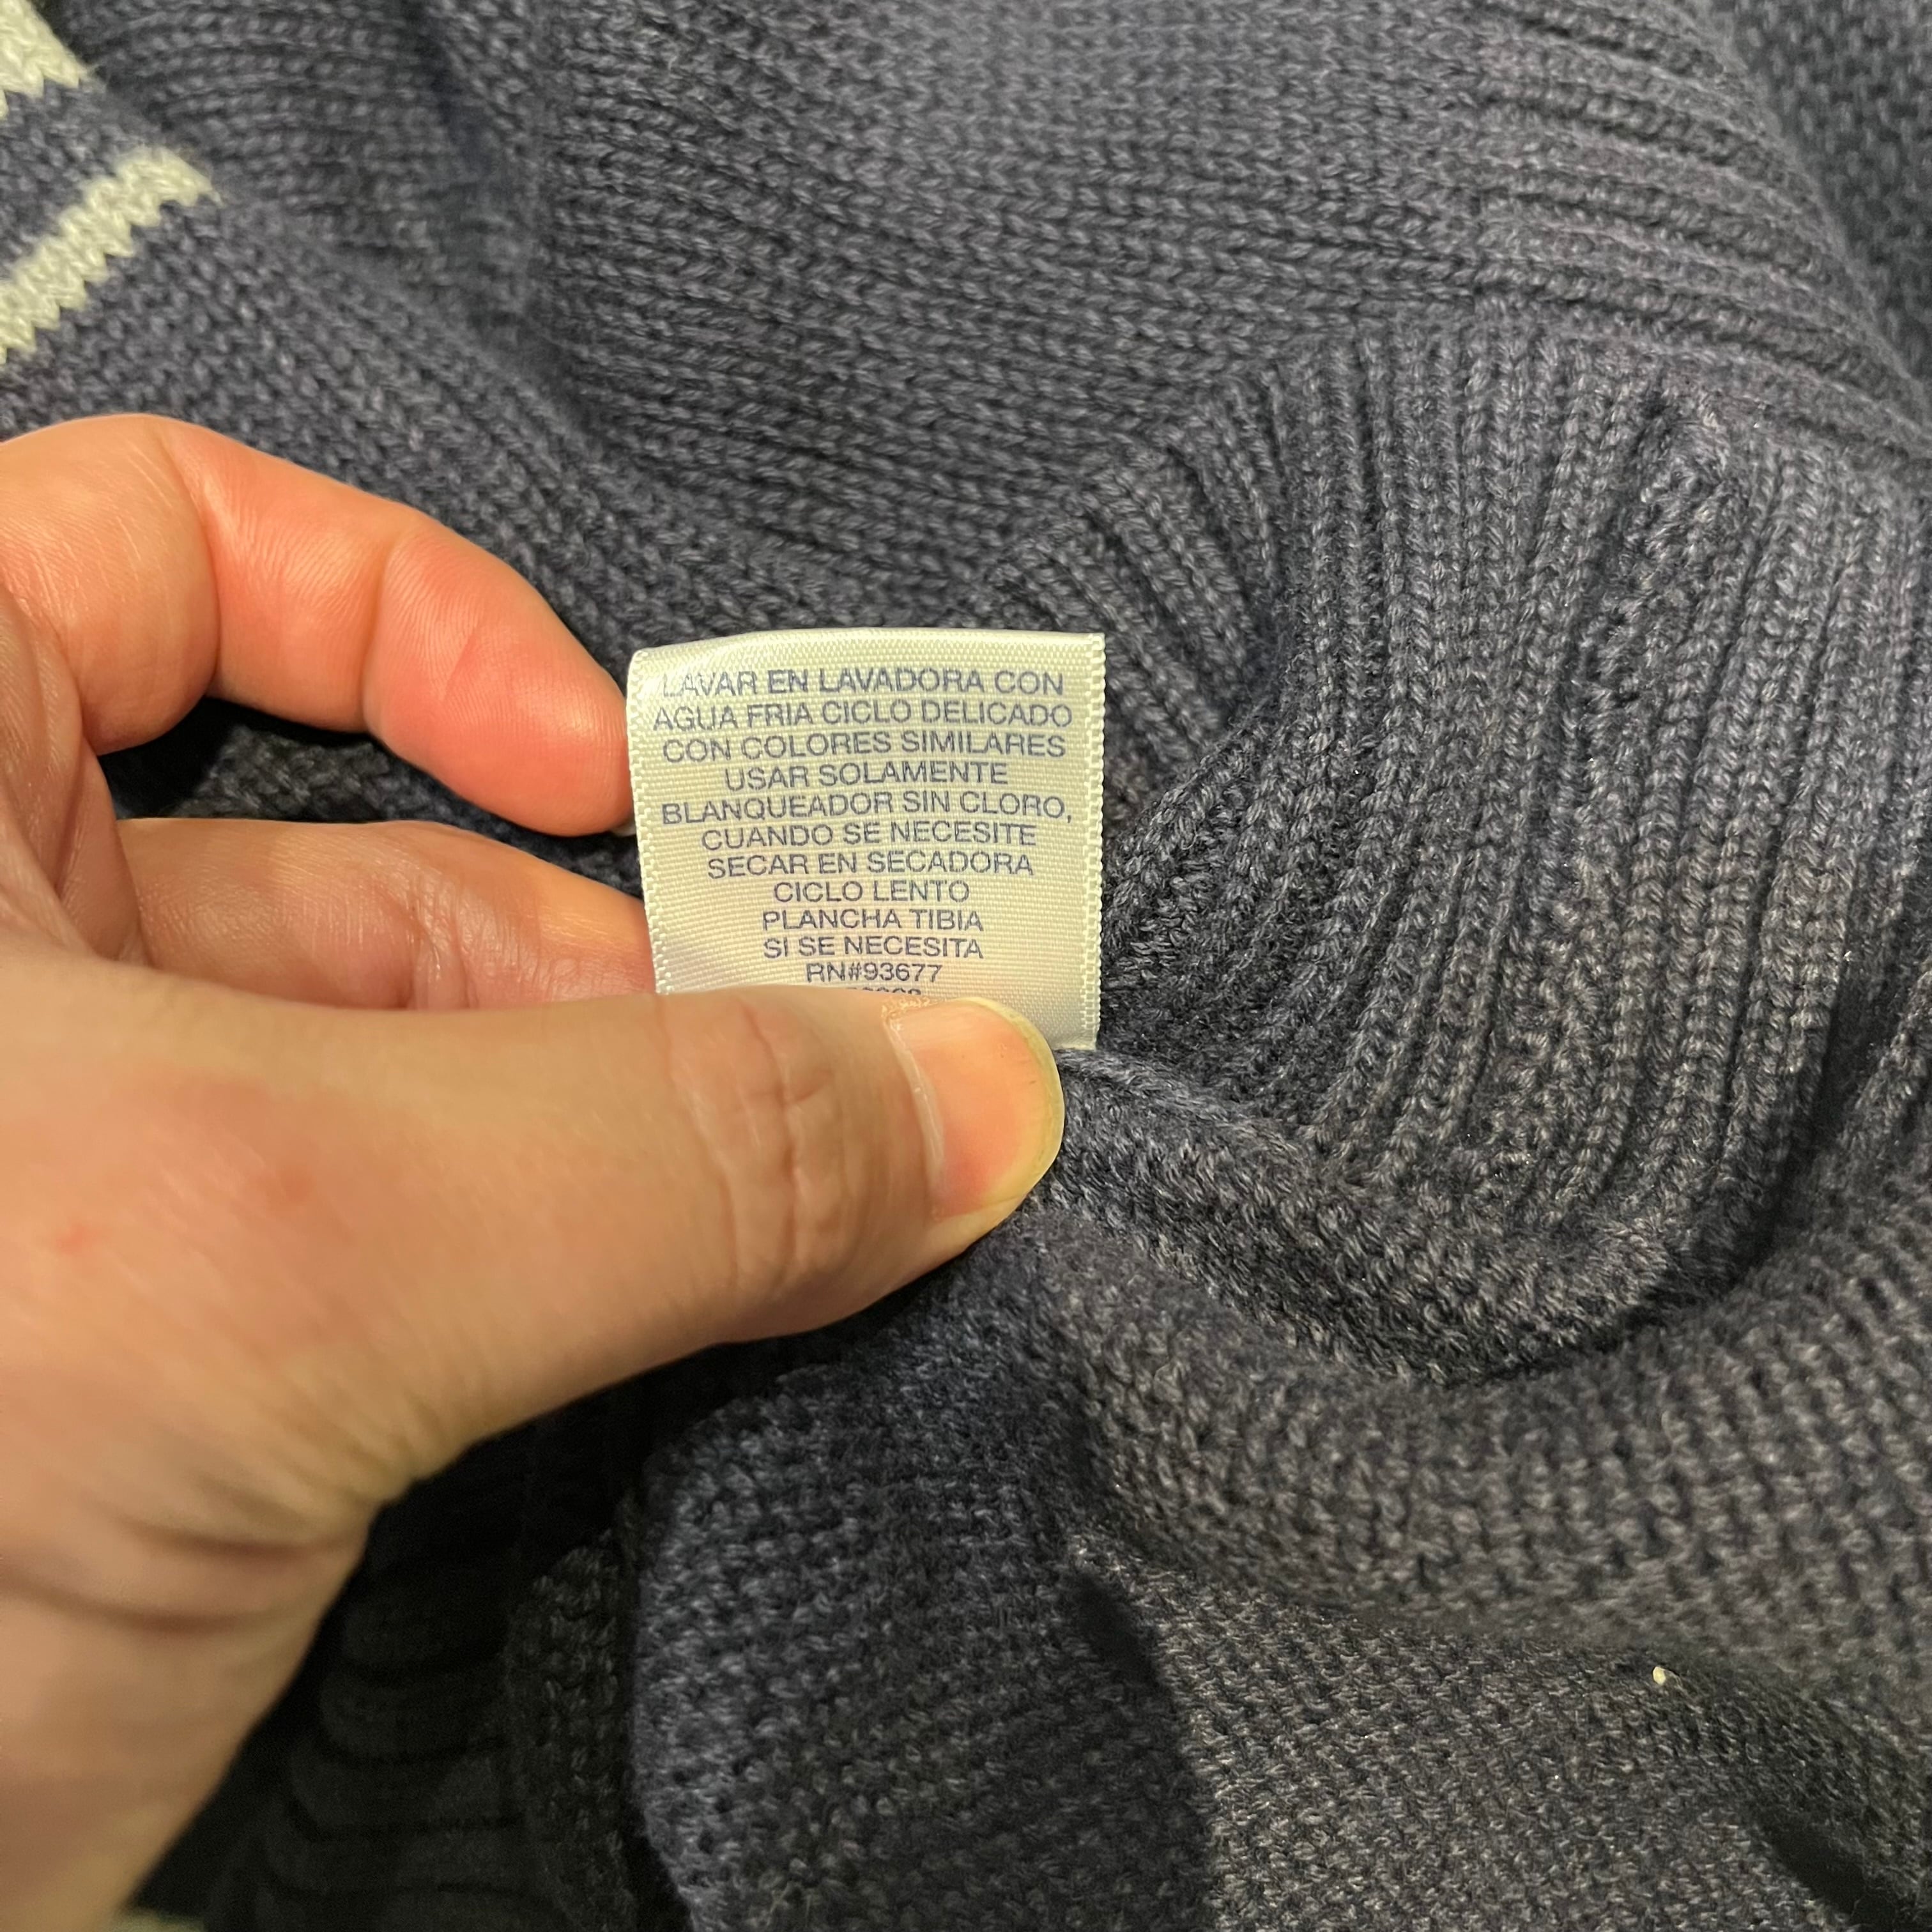 LAVAR EN LAVADORA CON
AGUA FRIA CICLO DELICADO
CON COLORES SIMILARES
USAR SOLAMENTE
BLANQUEADOR SIN CLORO,
CUANDO SE NECESITE
SECAR EN SECADORA
CICLO LENTO
PLANCHA TIBIA
SI SE NECESITA
RN#93677